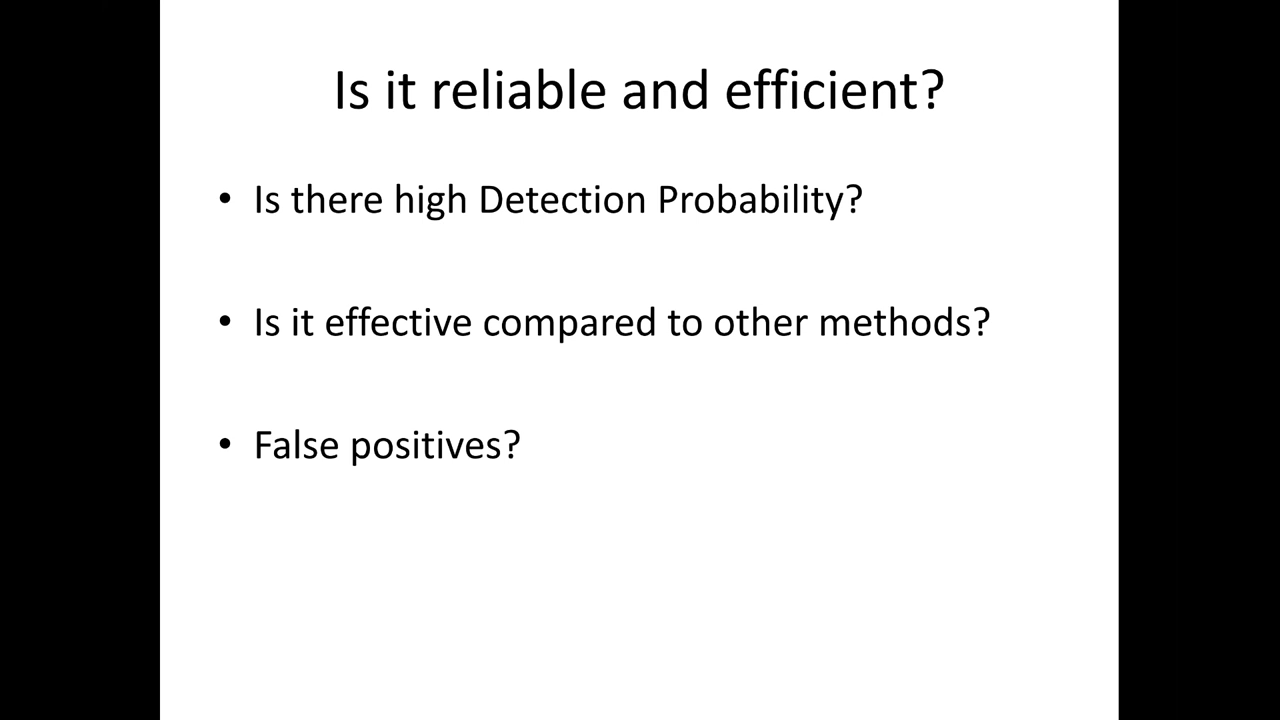 Is it reliable and efficient?
• Is there high Detection Probability?
• Is it effective compared to other methods?
• False positives?